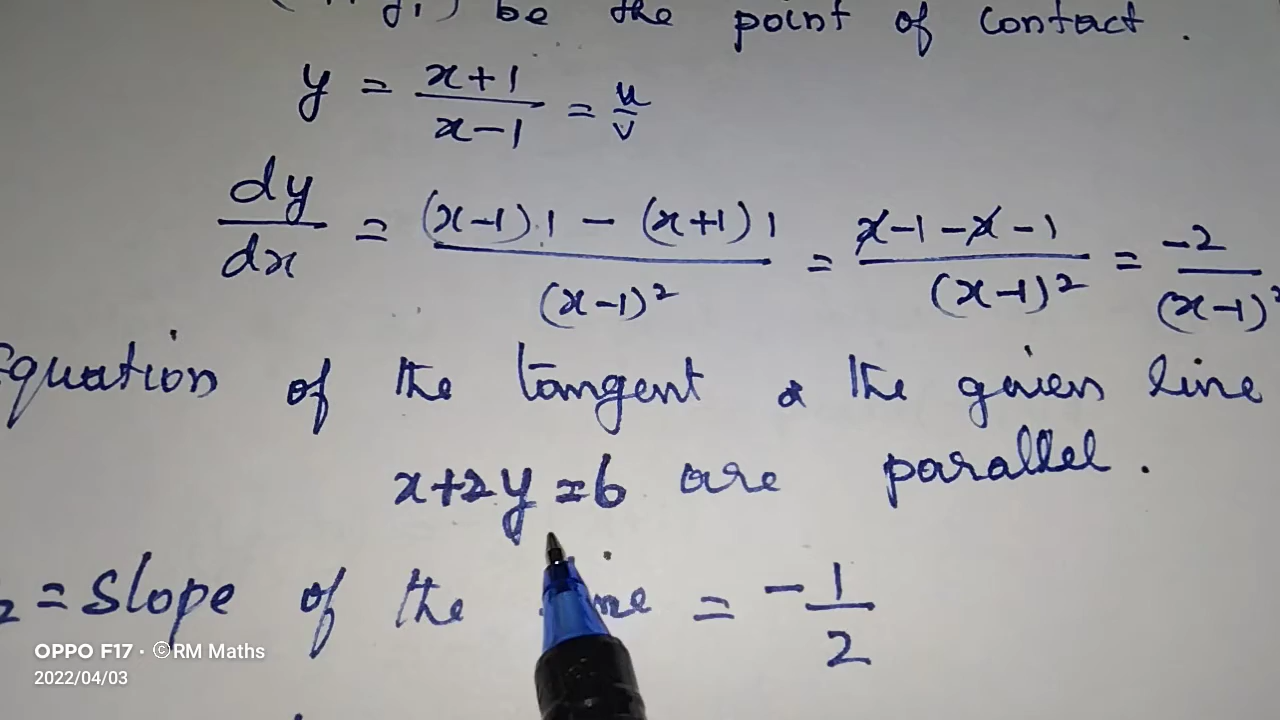 be the point of contact.
y = x+1/x-1 = u/v
dy/dx = (x-1).1 - (x+1)1/(x-1)² = x-1-x-1/(x-1)² = -2/(x-1)²
Equation of the tangent & the given line
x+2y=6 are parallel.
= Slope of the line = -1/2
OPPO F17 · ©RM Maths
2022/04/03